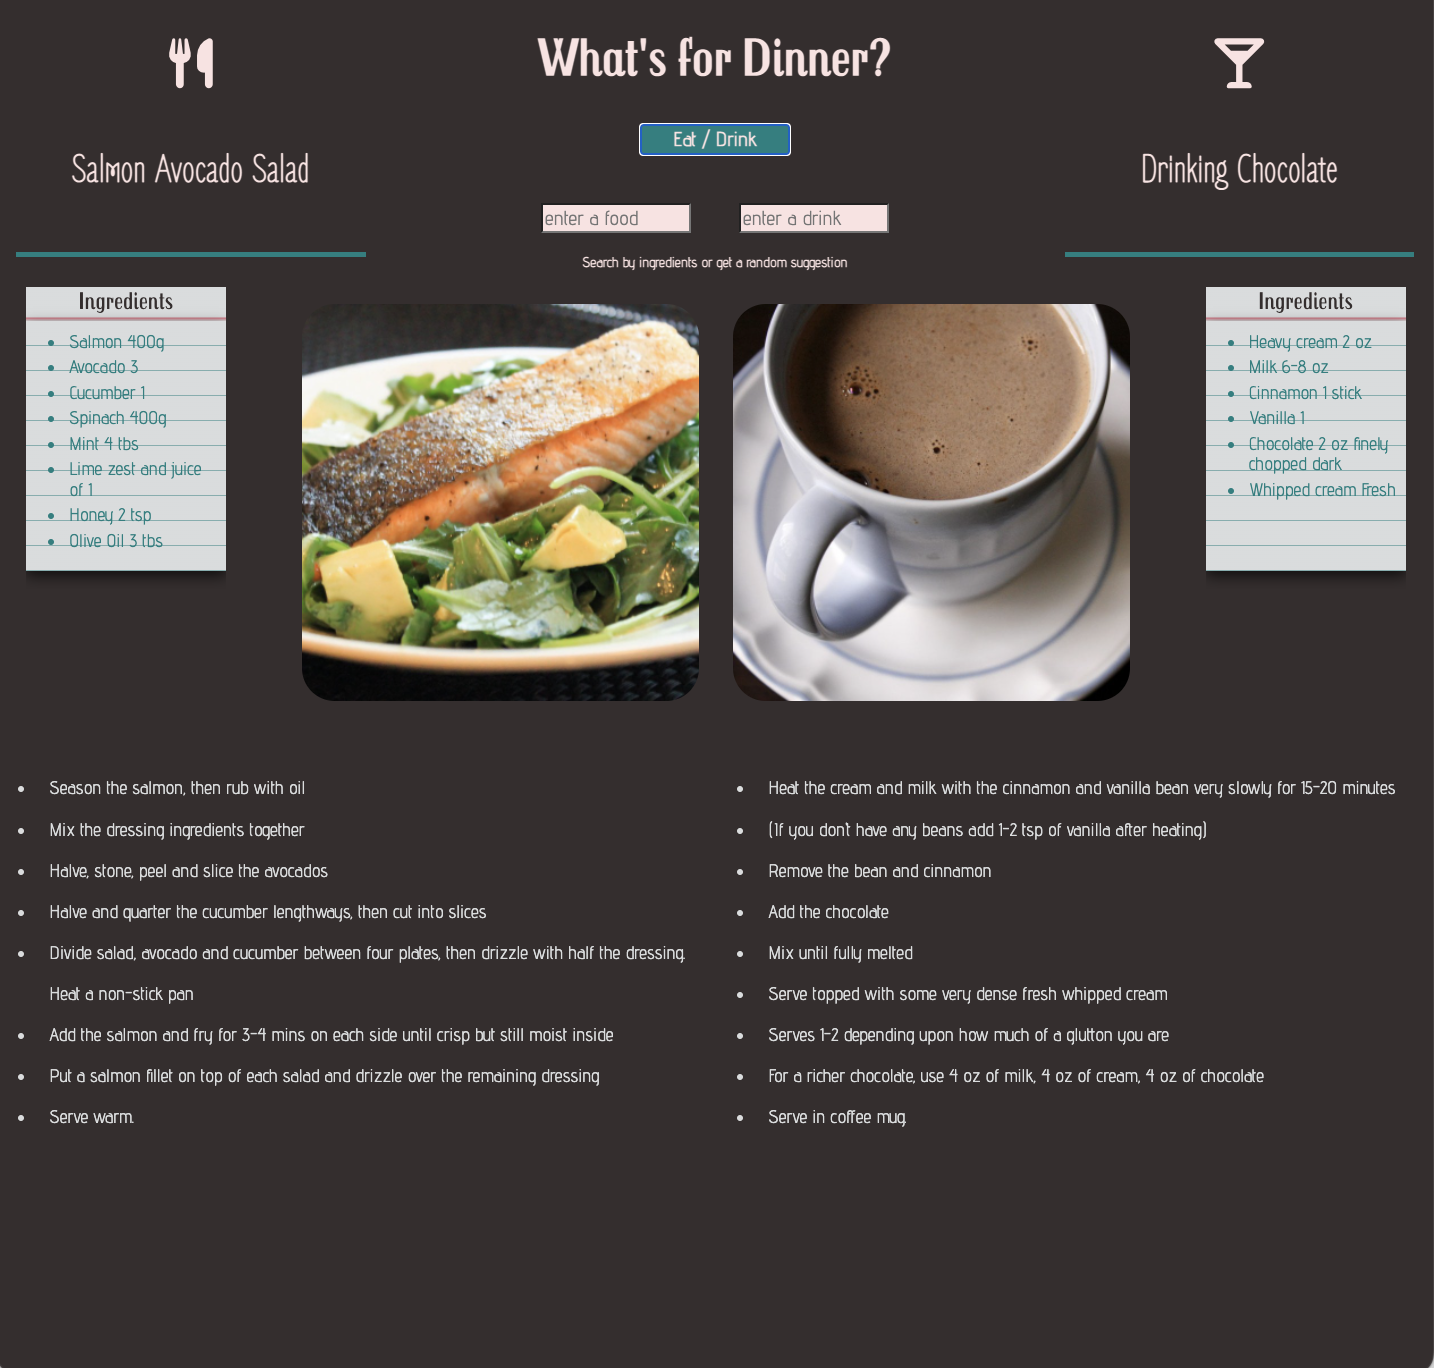 What's for Dinner?
Eat / Drink
Salmon Avocado Salad
Drinking Chocolate
enter a food
enter a drink
Search by ingredients or get a random suggestion
Ingredients
Salmon 400g
Avocado 3
Cucumber 1
Spinach 400g
Mint 4 tbs
Lime zest and juice
of 1
Honey 2 tsp
Olive Oil 3 tbs
Ingredients
Heavy cream 2 oz
Milk 6-8 oz
Cinnamon 1 stick
Vanilla 1
Chocolate 2 oz finely
chopped dark
Whipped cream Fresh
Season the salmon, then rub with oil
Mix the dressing ingredients together
Halve, stone, peel and slice the avocados
Halve and quarter the cucumber lengthways, then cut into slices
Divide salad, avocado and cucumber between four plates, then drizzle with half the dressing.
Heat a non-stick pan
Add the salmon and fry for 3-4 mins on each side until crisp but still moist inside
Put a salmon fillet on top of each salad and drizzle over the remaining dressing
Serve warm.
Heat the cream and milk with the cinnamon and vanilla bean very slowly for 15-20 minutes
(If you don't have any beans add 1-2 tsp of vanilla after heating)
Remove the bean and cinnamon
Add the chocolate
Mix until fully melted
Serve topped with some very dense fresh whipped cream
Serves 1-2 depending upon how much of a glutton you are
For a richer chocolate, use 4 oz of milk, 4 oz of cream, 4 oz of chocolate
Serve in coffee mug.